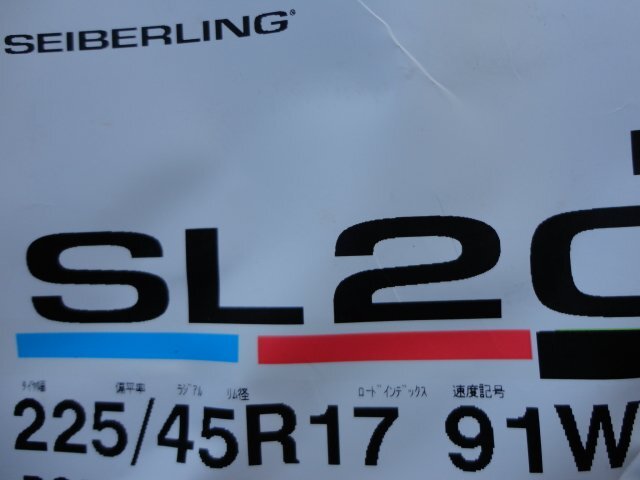 SEIBERLING®
SL20
タイヤ幅 偏平率 ラジアル リム径 ロードインデックス 速度記号
225/45R17 91W